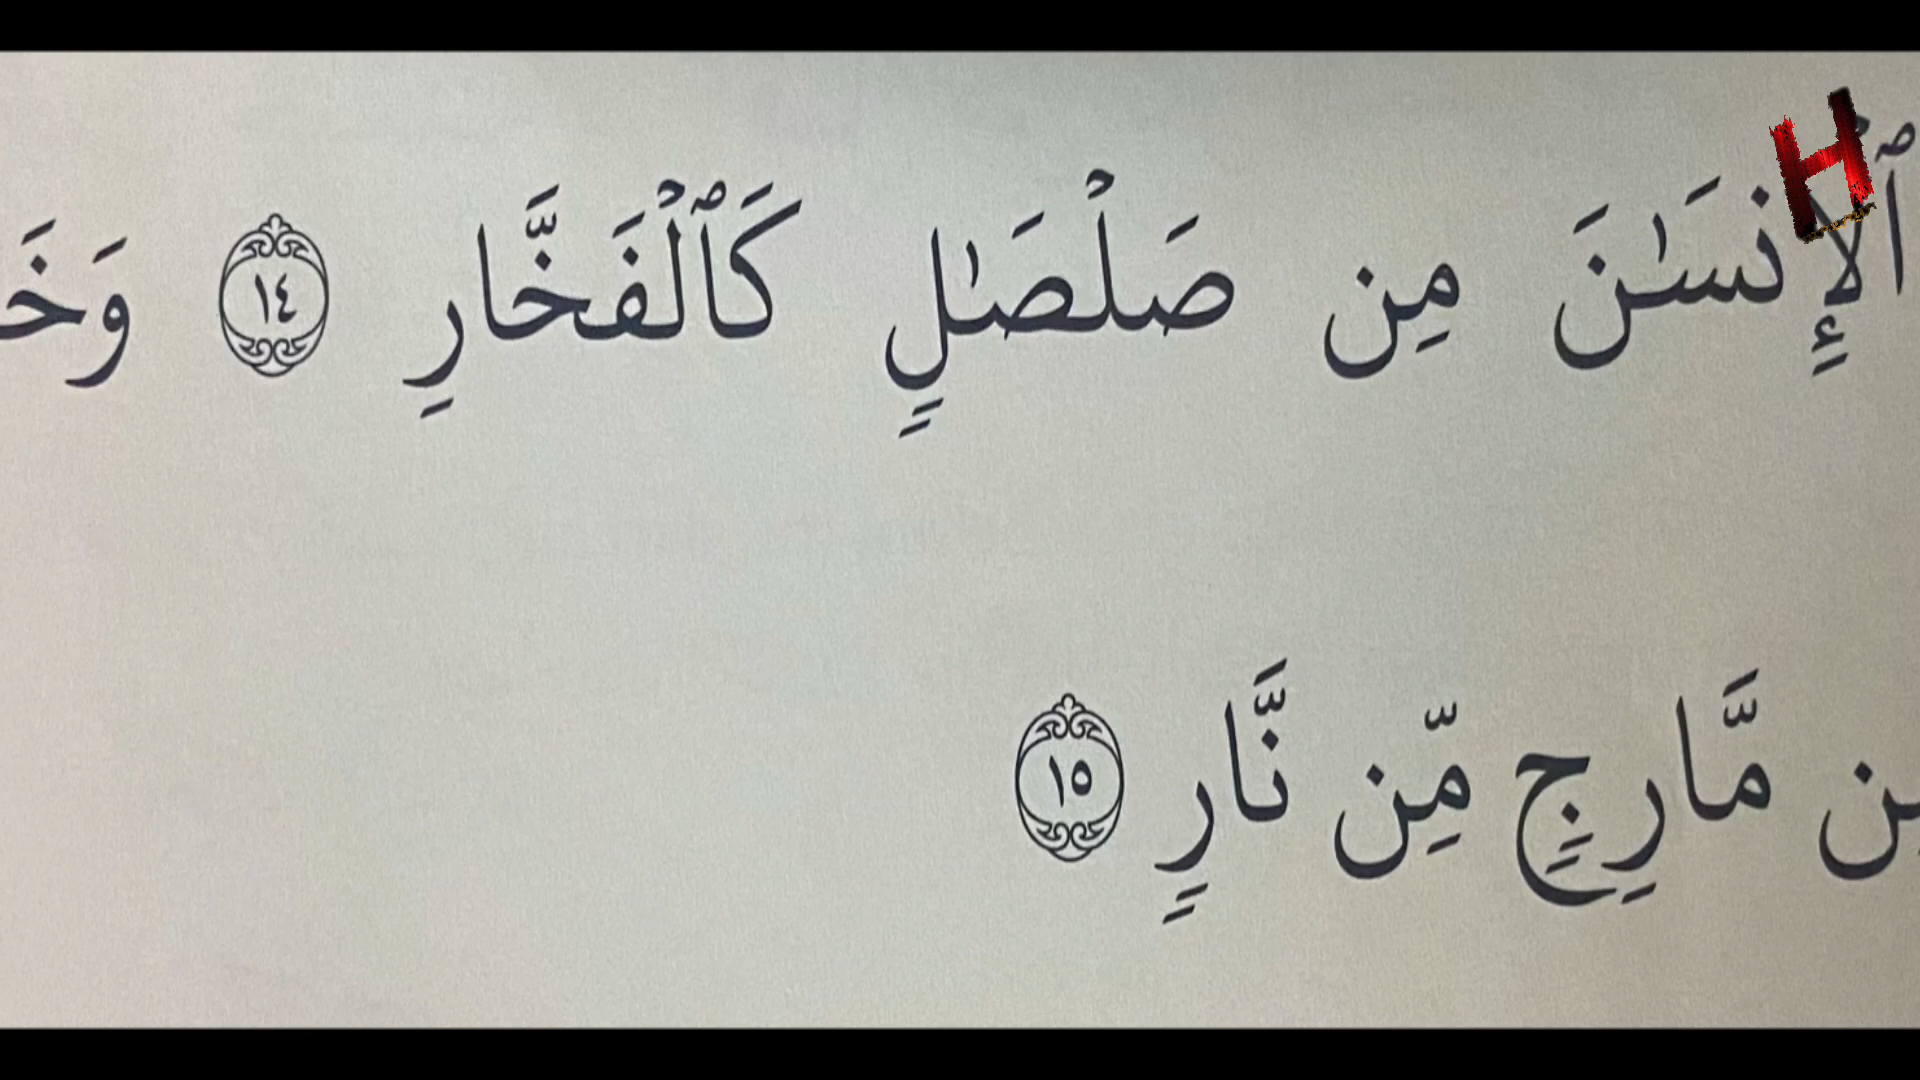 ٱلْإِنسَـٰنَ مِن صَلْصَـٰلٍ كَٱلْفَخَّارِ ١٤
مَّارِجٍ مِّن نَّارٍ ١٥
H